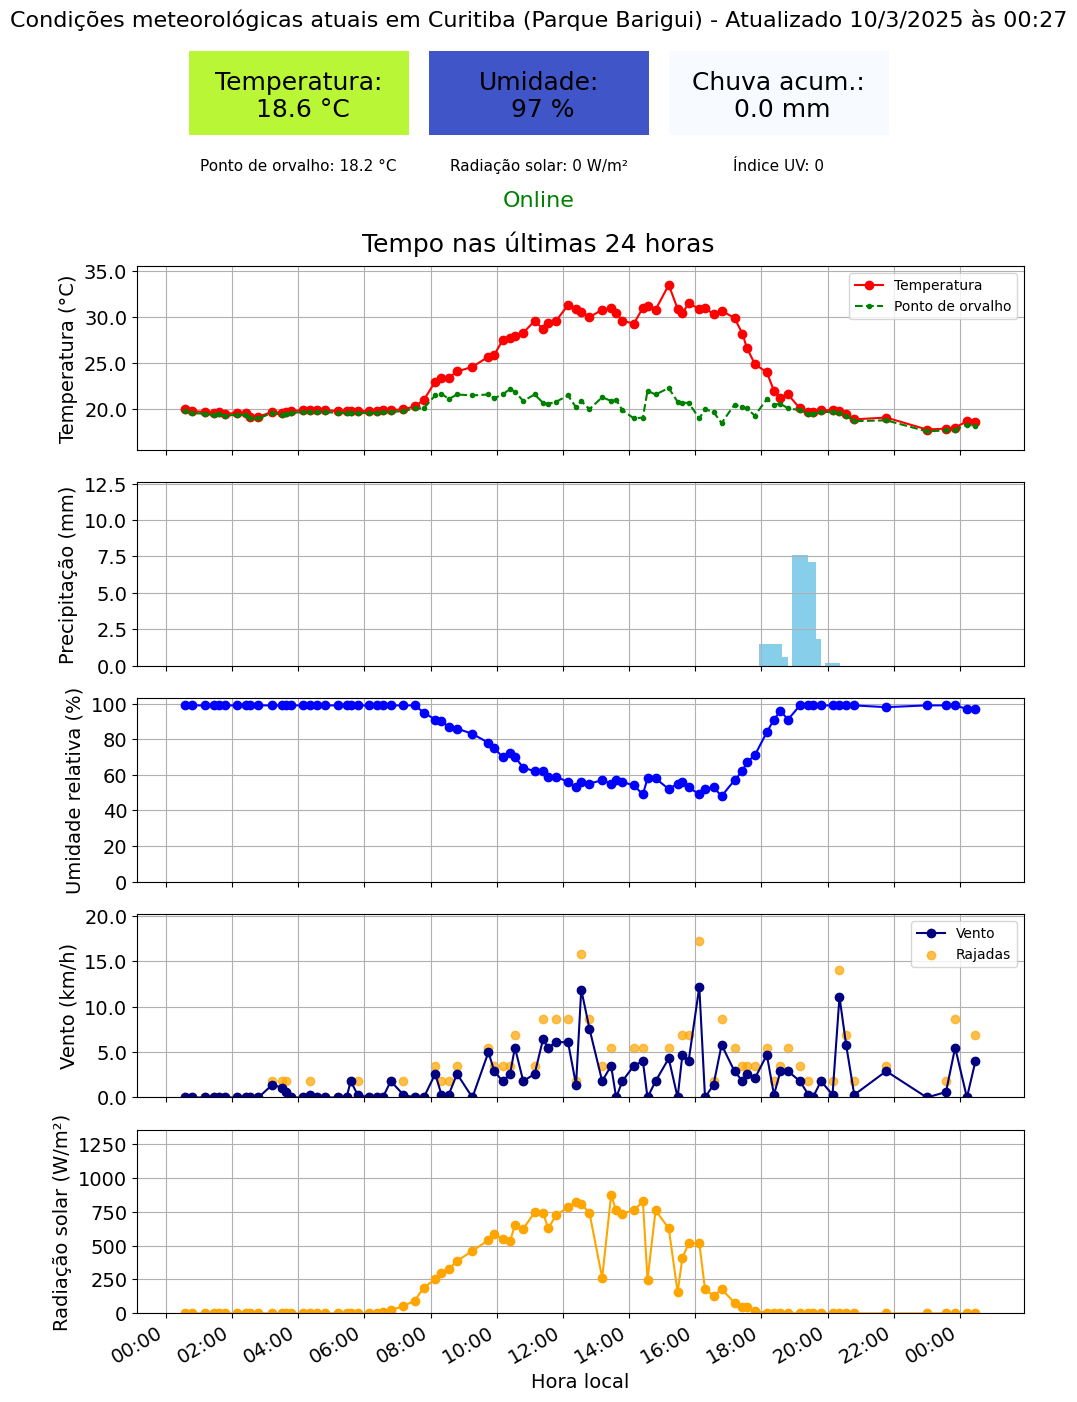 Condições meteorológicas atuais em Curitiba (Parque Barigui) - Atualizado 10/3/2025 às 00:27
Temperatura:
18.6 °C
Umidade:
97 %
Chuva acum.:
0.0 mm
Ponto de orvalho: 18.2 °C
Radiação solar: 0 W/m²
Índice UV: 0
Online
Tempo nas últimas 24 horas
Temperatura (°C)
35.0
30.0
25.0
20.0
Temperatura
Ponto de orvalho
Precipitação (mm)
12.5
10.0
7.5
5.0
2.5
0.0
Umidade relativa (%)
100
80
60
40
20
0
Vento (km/h)
20.0
15.0
10.0
5.0
0.0
Vento
Rajadas
Radiação solar (W/m²)
1250
1000
750
500
250
0
00:00 02:00 04:00 06:00 08:00 10:00 12:00 14:00 16:00 18:00 20:00 22:00 00:00
Hora local